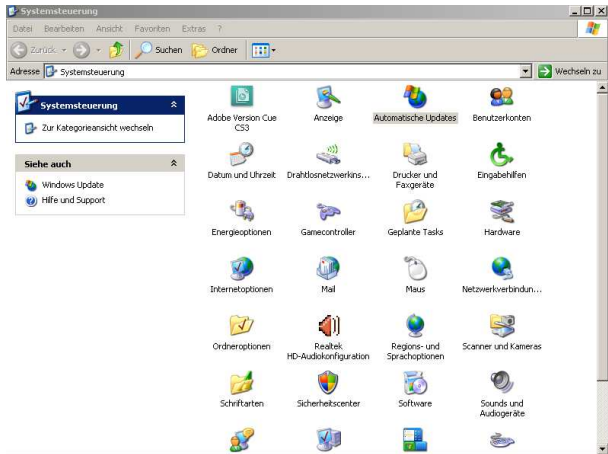 Systemsteuerung
Datei Bearbeiten Ansicht Favoriten Extras ?
Zurück Suchen Ordner
Adresse Systemsteuerung Wechseln zu
Systemsteuerung
Zur Kategorieansicht wechseln
Siehe auch
Windows Update
Hilfe und Support
Adobe Version Cue
CS3
Anzeige
Automatische Updates
Benutzerkonten
Datum und Uhrzeit
Drahtlosnetzwerkins...
Drucker und
Faxgeräte
Eingabehilfen
Energieoptionen
Gamecontroller
Geplante Tasks
Hardware
Internetoptionen
Mail
Maus
Netzwerkverbindun...
Ordneroptionen
Realtek
HD-Audiokonfiguration
Regions- und
Sprachoptionen
Scanner und Kameras
Schriftarten
Sicherheitscenter
Software
Sounds und
Audiogeräte